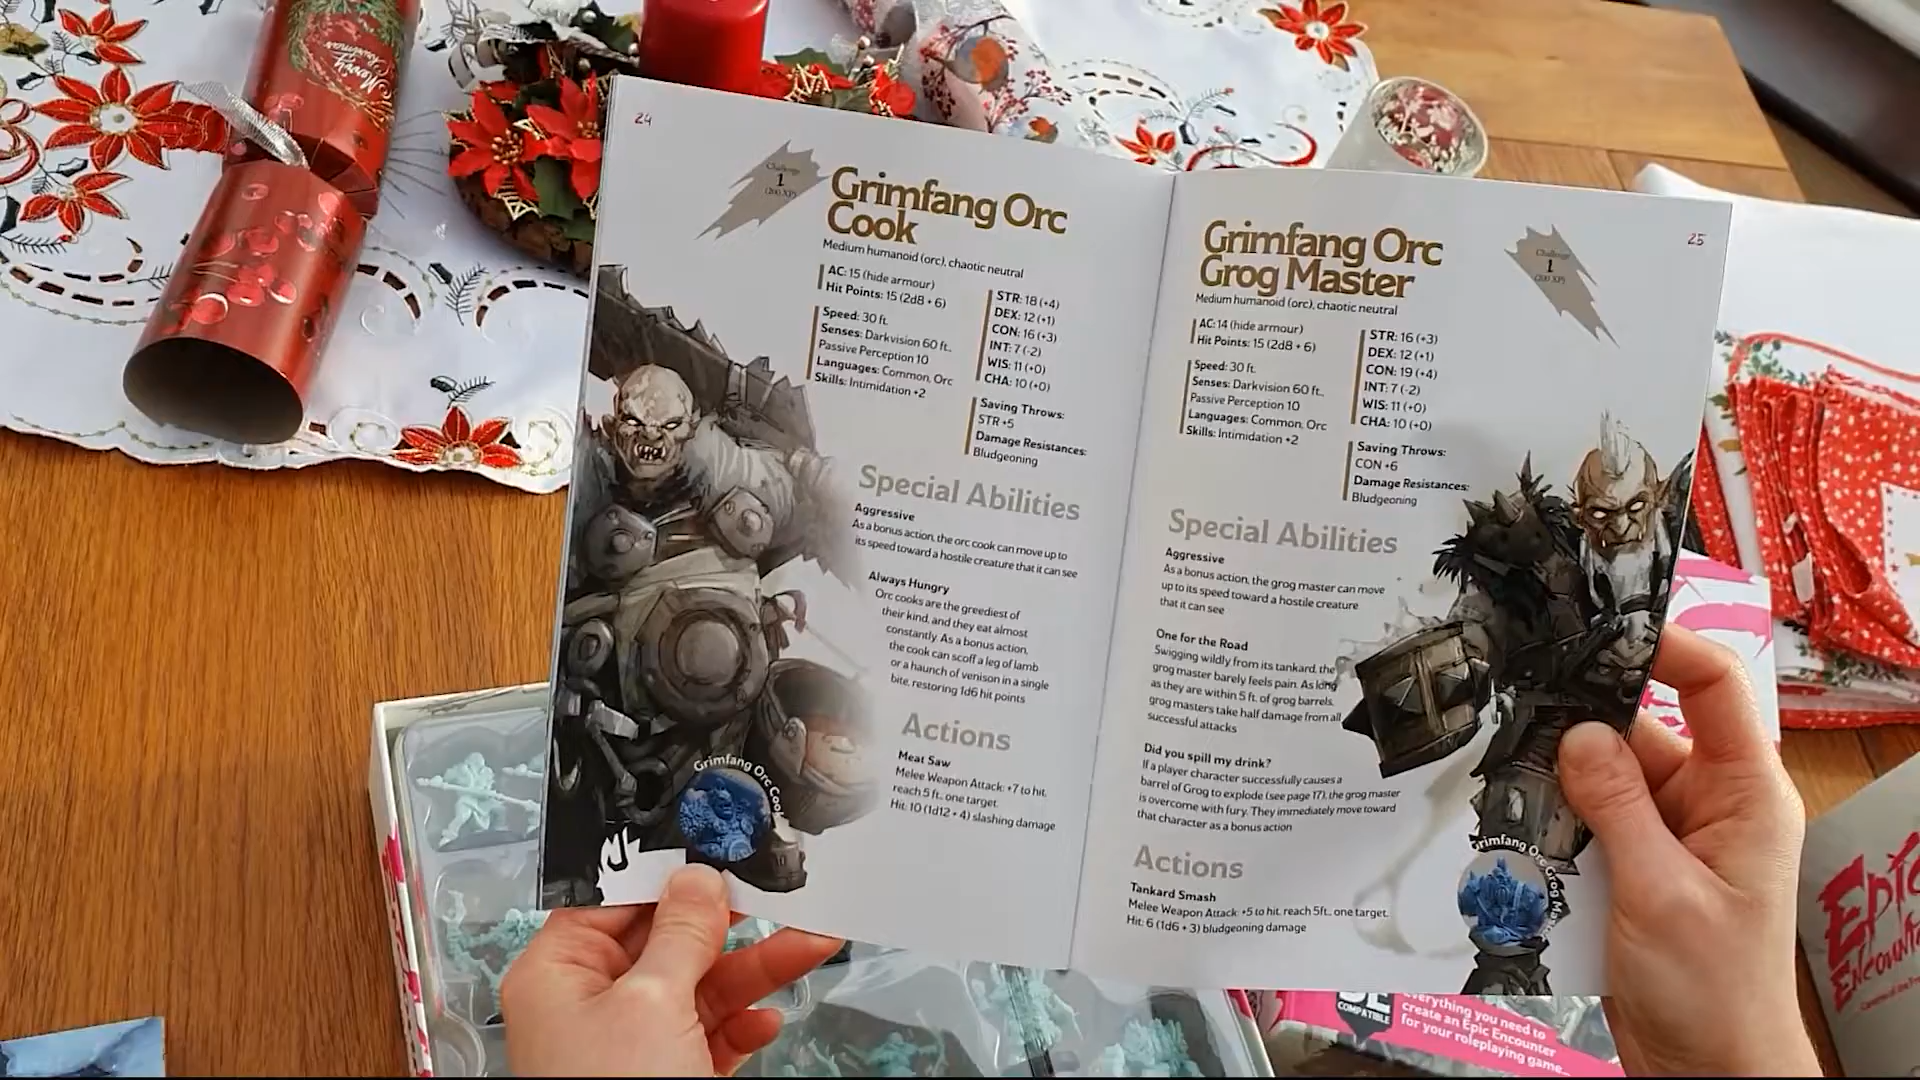 Merry
Christmas
24
Challenge
1
(200 XP)
Grimfang Orc
Cook
Medium humanoid (orc), chaotic neutral
AC: 15 (hide armour)
Hit Points: 15 (2d8 + 6)
Speed: 30 ft.
Senses: Darkvision 60 ft.,
Passive Perception 10
Languages: Common, Orc
Skills: Intimidation +2
STR: 18 (+4)
DEX: 12 (+1)
CON: 16 (+3)
INT: 7 (-2)
WIS: 11 (+0)
CHA: 10 (+0)
Saving Throws:
STR +5
Damage Resistances:
Bludgeoning
Special Abilities
Aggressive
As a bonus action, the orc cook can move up to
its speed toward a hostile creature that it can see
Always Hungry
Orc cooks are the greediest of
their kind, and they eat almost
constantly. As a bonus action,
the cook can scoff a leg of lamb
or a haunch of venison in a single
bite, restoring 1d6 hit points
Actions
Meat Saw
Melee Weapon Attack: +7 to hit,
reach 5 ft., one target.
Hit: 10 (1d12 + 4) slashing damage
Grimfang Orc Cook
25
Challenge
1
(200 XP)
Grimfang Orc
Grog Master
Medium humanoid (orc), chaotic neutral
AC: 14 (hide armour)
Hit Points: 15 (2d8 + 6)
Speed: 30 ft.
Senses: Darkvision 60 ft.,
Passive Perception 10
Languages: Common, Orc
Skills: Intimidation +2
STR: 16 (+3)
DEX: 12 (+1)
CON: 19 (+4)
INT: 7 (-2)
WIS: 11 (+0)
CHA: 10 (+0)
Saving Throws:
CON +6
Damage Resistances:
Bludgeoning
Special Abilities
Aggressive
As a bonus action, the grog master can move
up to its speed toward a hostile creature
that it can see
One for the Road
Swigging wildly from its tankard, the
grog master barely feels pain. As long
as they are within 5 ft. of grog barrels,
grog masters take half damage from all
successful attacks
Did you spill my drink?
If a player character successfully causes a
barrel of Grog to explode (see page 17), the grog master
is overcome with fury. They immediately move toward
that character as a bonus action
Actions
Tankard Smash
Melee Weapon Attack: +5 to hit, reach 5ft., one target.
Hit: 6 (1d6 + 3) bludgeoning damage
Grimfang Orc Grog Master
5E
COMPATIBLE
Everything you need to
create an Epic Encounter
for your roleplaying game...
Epic
Encounters